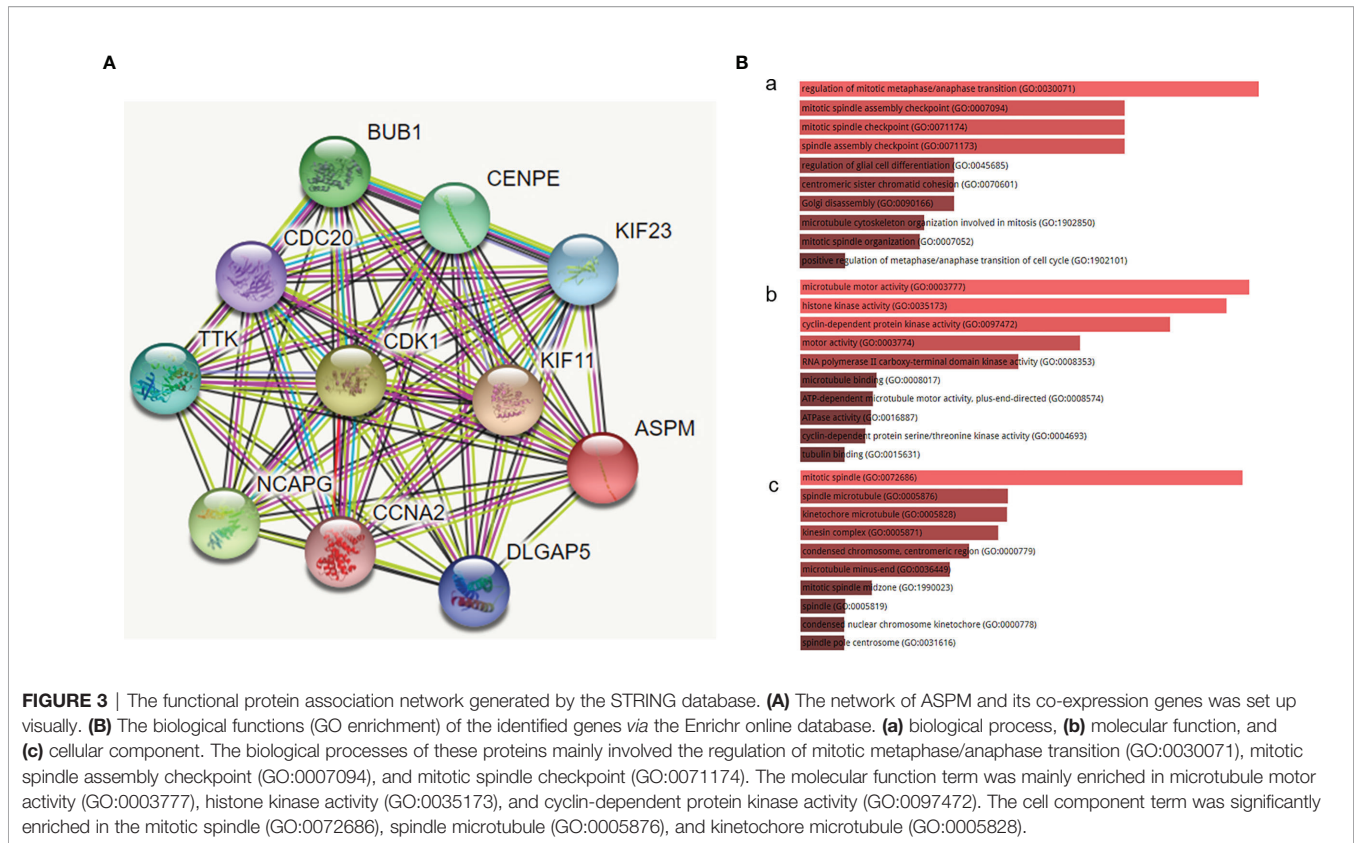 A
BUB1
CENPE
CDC20
KIF23
TTK
CDK1
KIF11
ASPM
NCAPG
CCNA2
DLGAP5
B
a
regulation of mitotic metaphase/anaphase transition (GO:0030071)
mitotic spindle assembly checkpoint (GO:0007094)
mitotic spindle checkpoint (GO:0071174)
spindle assembly checkpoint (GO:0071173)
regulation of glial cell differentiation (GO:0045685)
centromeric sister chromatid cohesion (GO:0070601)
Golgi disassembly (GO:0090166)
microtubule cytoskeleton organization involved in mitosis (GO:1902850)
mitotic spindle organization (GO:0007052)
positive regulation of metaphase/anaphase transition of cell cycle (GO:1902101)
b
microtubule motor activity (GO:0003777)
histone kinase activity (GO:0035173)
cyclin-dependent protein kinase activity (GO:0097472)
motor activity (GO:0003774)
RNA polymerase II carboxy-terminal domain kinase activity (GO:0008353)
microtubule binding (GO:0008017)
ATP-dependent microtubule motor activity, plus-end-directed (GO:0008574)
ATPase activity (GO:0016887)
cyclin-dependent protein serine/threonine kinase activity (GO:0004693)
tubulin binding (GO:0015631)
c
mitotic spindle (GO:0072686)
spindle microtubule (GO:0005876)
kinetochore microtubule (GO:0005828)
kinesin complex (GO:0005871)
condensed chromosome, centromeric region (GO:0000779)
microtubule minus-end (GO:0036449)
mitotic spindle midzone (GO:1990023)
spindle (GO:0005819)
condensed nuclear chromosome kinetochore (GO:0000778)
spindle pole centrosome (GO:0031616)
FIGURE 3 | The functional protein association network generated by the STRING database. (A) The network of ASPM and its co-expression genes was set up
visually. (B) The biological functions (GO enrichment) of the identified genes via the Enrichr online database. (a) biological process, (b) molecular function, and
(c) cellular component. The biological processes of these proteins mainly involved the regulation of mitotic metaphase/anaphase transition (GO:0030071), mitotic
spindle assembly checkpoint (GO:0007094), and mitotic spindle checkpoint (GO:0071174). The molecular function term was mainly enriched in microtubule motor
activity (GO:0003777), histone kinase activity (GO:0035173), and cyclin-dependent protein kinase activity (GO:0097472). The cell component term was significantly
enriched in the mitotic spindle (GO:0072686), spindle microtubule (GO:0005876), and kinetochore microtubule (GO:0005828).